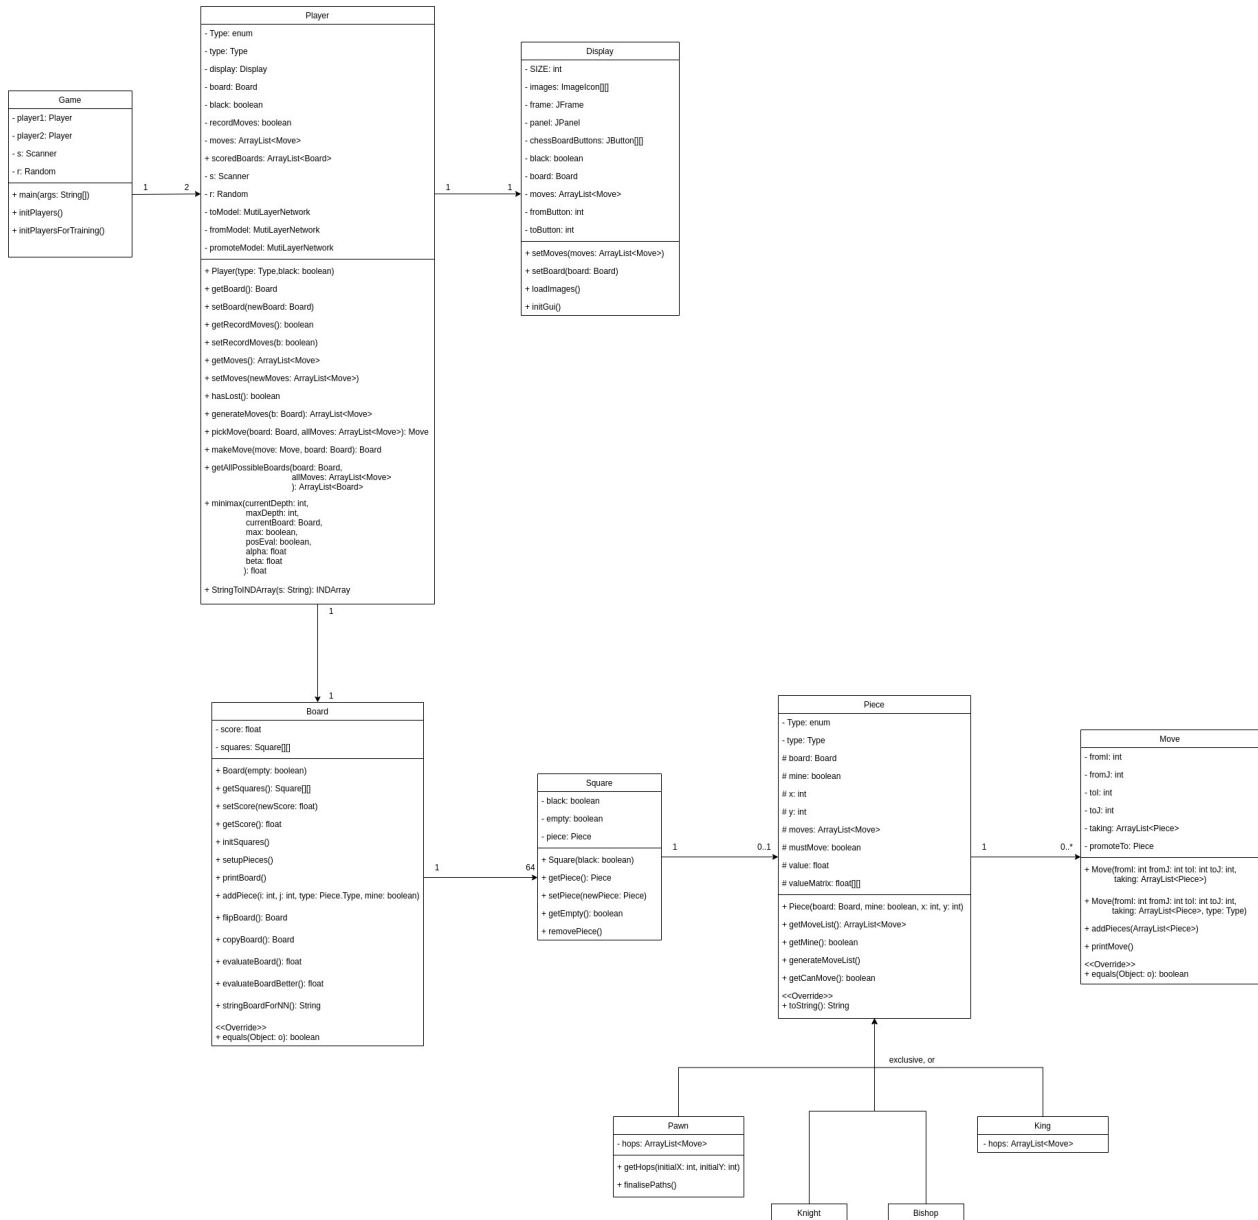 Player
- Type: enum
- type: Type
- display: Display
- board: Board
- black: boolean
- recordMoves: boolean
- moves: ArrayList<Move>
+ scoredBoards: ArrayList<Board>
- s: Scanner
- r: Random
- toModel: MutiLayerNetwork
- fromModel: MutiLayerNetwork
- promoteModel: MutiLayerNetwork
+ Player(type: Type,black: boolean)
+ getBoard(): Board
+ setBoard(newBoard: Board)
+ getRecordMoves(): boolean
+ setRecordMoves(b: boolean)
+ getMoves(): ArrayList<Move>
+ setMoves(newMoves: ArrayList<Move>)
+ hasLost(): boolean
+ generateMoves(b: Board): ArrayList<Move>
+ pickMove(board: Board, allMoves: ArrayList<Move>): Move
+ makeMove(move: Move, board: Board): Board
+ getAllPossibleBoards(board: Board,
allMoves: ArrayList<Move>
): ArrayList<Board>
+ minimax(currentDepth: int,
maxDepth: int,
currentBoard: Board,
max: boolean,
posEval: boolean,
alpha: float
beta: float
): float
+ StringToINDArray(s: String): INDArray
Display
- SIZE: int
- images: ImageIcon[][]
- frame: JFrame
- panel: JPanel
- chessBoardButtons: JButton[][]
- black: boolean
- board: Board
- moves: ArrayList<Move>
- fromButton: int
- toButton: int
+ setMoves(moves: ArrayList<Move>)
+ setBoard(board: Board)
+ loadImages()
+ initGui()
Game
- player1: Player
- player2: Player
- s: Scanner
- r: Random
+ main(args: String[])
+ initPlayers()
+ initPlayersForTraining()
1
2
1
1
1
1
Board
- score: float
- squares: Square[][]
+ Board(empty: boolean)
+ getSquares(): Square[][]
+ setScore(newScore: float)
+ getScore(): float
+ initSquares()
+ setupPieces()
+ printBoard()
+ addPiece(i: int, j: int, type: Piece.Type, mine: boolean)
+ flipBoard(): Board
+ copyBoard(): Board
+ evaluateBoard(): float
+ evaluateBoardBetter(): float
+ stringBoardForNN(): String
<<Override>>
+ equals(Object: o): boolean
1
64
Square
- black: boolean
- empty: boolean
- piece: Piece
+ Square(black: boolean)
+ getPiece(): Piece
+ setPiece(newPiece: Piece)
+ getEmpty(): boolean
+ removePiece()
1
0..1
Piece
- Type: enum
- type: Type
# board: Board
# mine: boolean
# x: int
# y: int
# moves: ArrayList<Move>
# mustMove: boolean
# value: float
# valueMatrix: float[][]
+ Piece(board: Board, mine: boolean, x: int, y: int)
+ getMoveList(): ArrayList<Move>
+ getMine(): boolean
+ generateMoveList()
+ getCanMove(): boolean
<<Override>>
+ toString(): String
1
0..*
Move
- fromI: int
- fromJ: int
- toI: int
- toJ: int
- taking: ArrayList<Piece>
- promoteTo: Piece
+ Move(fromI: int fromJ: int toI: int toJ: int,
taking: ArrayList<Piece>)
+ Move(fromI: int fromJ: int toI: int toJ: int,
taking: ArrayList<Piece>, type: Type)
+ addPieces(ArrayList<Piece>)
+ printMove()
<<Override>>
+ equals(Object: o): boolean
exclusive, or
Pawn
- hops: ArrayList<Move>
+ getHops(initialX: int, initialY: int)
+ finalisePaths()
King
- hops: ArrayList<Move>
Knight
Bishop